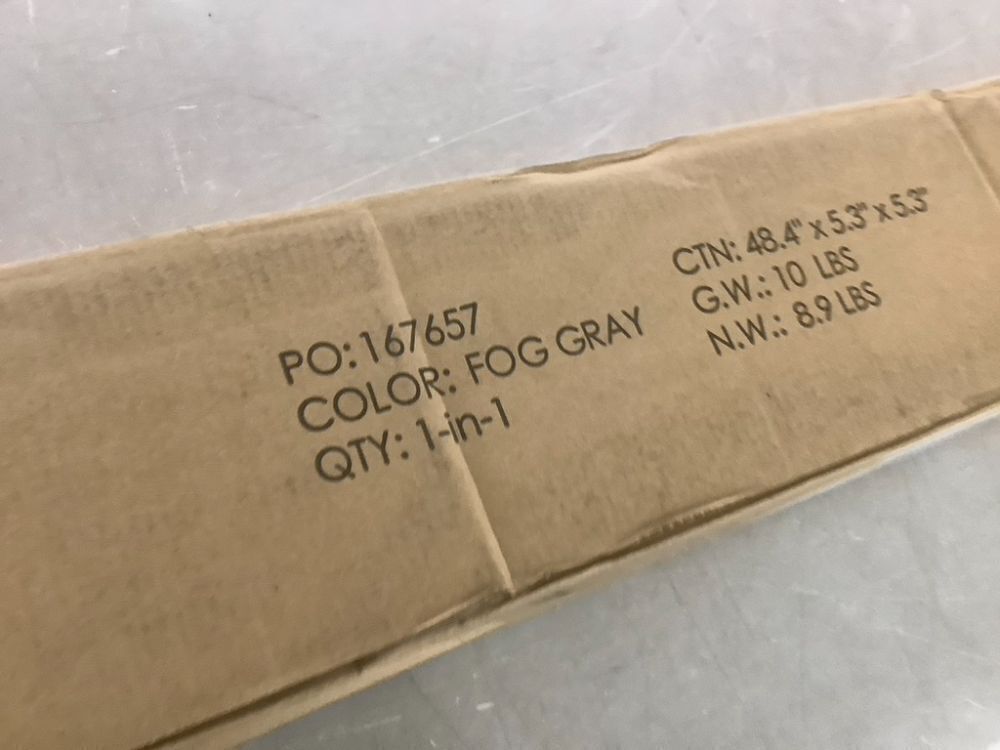 PO: 167657
COLOR: FOG GRAY
QTY: 1-in-1
CTN: 48.4" x 5.3" x 5.3"
G.W.: 10 LBS
N.W.: 8.9 LBS